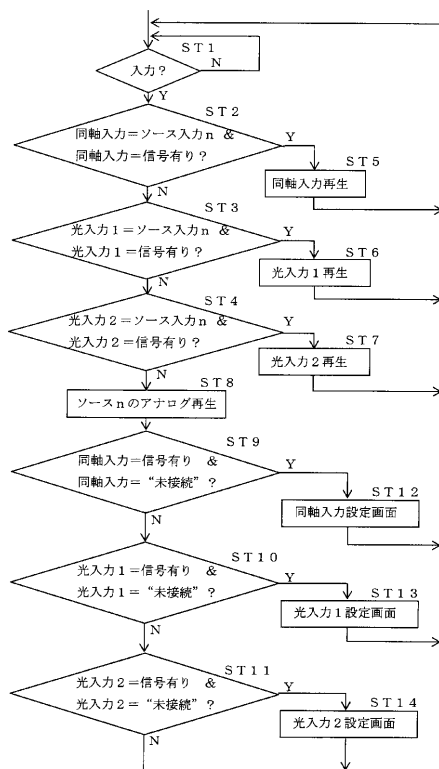 ST1
入力?
N
Y
ST2
同軸入力=ソース入力n &
同軸入力=信号有り?
Y
ST5
同軸入力再生
N
ST3
光入力1=ソース入力n &
光入力1=信号有り?
Y
ST6
光入力1再生
N
ST4
光入力2=ソース入力n &
光入力2=信号有り?
Y
ST7
光入力2再生
N
ST8
ソースnのアナログ再生
ST9
同軸入力=信号有り &
同軸入力=“未接続”?
Y
ST12
同軸入力設定画面
N
ST10
光入力1=信号有り &
光入力1=“未接続”?
Y
ST13
光入力1設定画面
N
ST11
光入力2=信号有り &
光入力2=“未接続”?
Y
ST14
光入力2設定画面
N